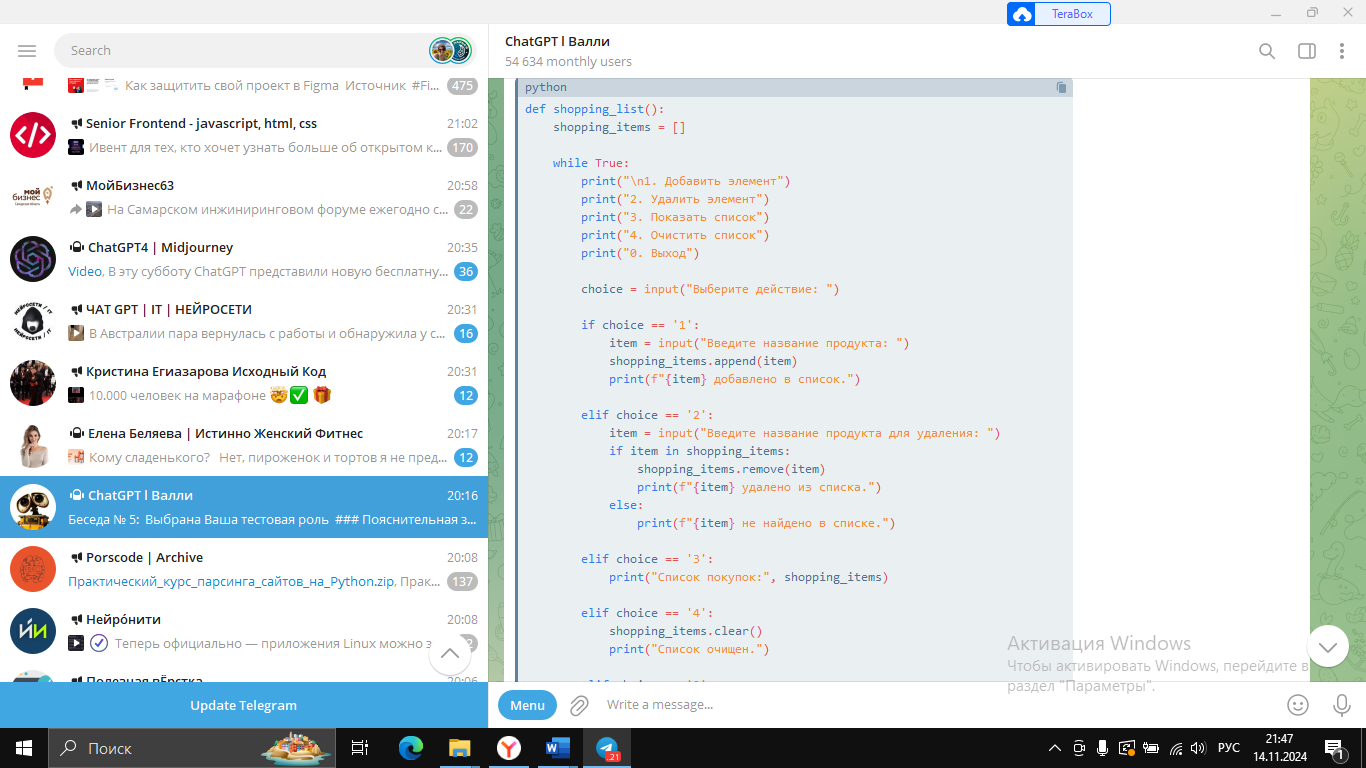 TeraBox
Search
ChatGPT l Валли
54 634 monthly users
Как защитить свой проект в Figma Источник #Fi...
475
Senior Frontend - javascript, html, css
21:02
Ивент для тех, кто хочет узнать больше об открытом к...
170
МойБизнес63
20:58
На Самарском инжиниринговом форуме ежегодно с...
22
ChatGPT4 | Midjourney
20:35
Video, В эту субботу ChatGPT представили новую бесплатну...
36
ЧАТ GPT | IT | НЕЙРОСЕТИ
20:31
В Австралии пара вернулась с работы и обнаружила у с...
16
Кристина Егиазарова Исходный Код
20:31
10.000 человек на марафоне
12
Елена Беляева | Истинно Женский Фитнес
20:17
Кому сладенького? Нет, пироженок и тортов я не пред...
12
ChatGPT l Валли
20:16
Беседа № 5: Выбрана Ваша тестовая роль ### Пояснительная з...
Porscode | Archive
20:08
Практический_курс_парсинга_сайтов_на_Python.zip, Прак...
137
Нейро́нити
20:08
Теперь официально — приложения Linux можно з
Полезная вЁрстка
20:06
Update Telegram
python
def shopping_list():
    shopping_items = []
    while True:
        print("\n1. Добавить элемент")
        print("2. Удалить элемент")
        print("3. Показать список")
        print("4. Очистить список")
        print("0. Выход")
        choice = input("Выберите действие: ")
        if choice == '1':
            item = input("Введите название продукта: ")
            shopping_items.append(item)
            print(f"{item} добавлено в список.")
        elif choice == '2':
            item = input("Введите название продукта для удаления: ")
            if item in shopping_items:
                shopping_items.remove(item)
                print(f"{item} удалено из списка.")
            else:
                print(f"{item} не найдено в списке.")
        elif choice == '3':
            print("Список покупок:", shopping_items)
        elif choice == '4':
            shopping_items.clear()
            print("Список очищен.")
Активация Windows
Чтобы активировать Windows, перейдите в
раздел "Параметры".
Menu
Write a message...
Поиск
.21
РУС
21:47
14.11.2024
1